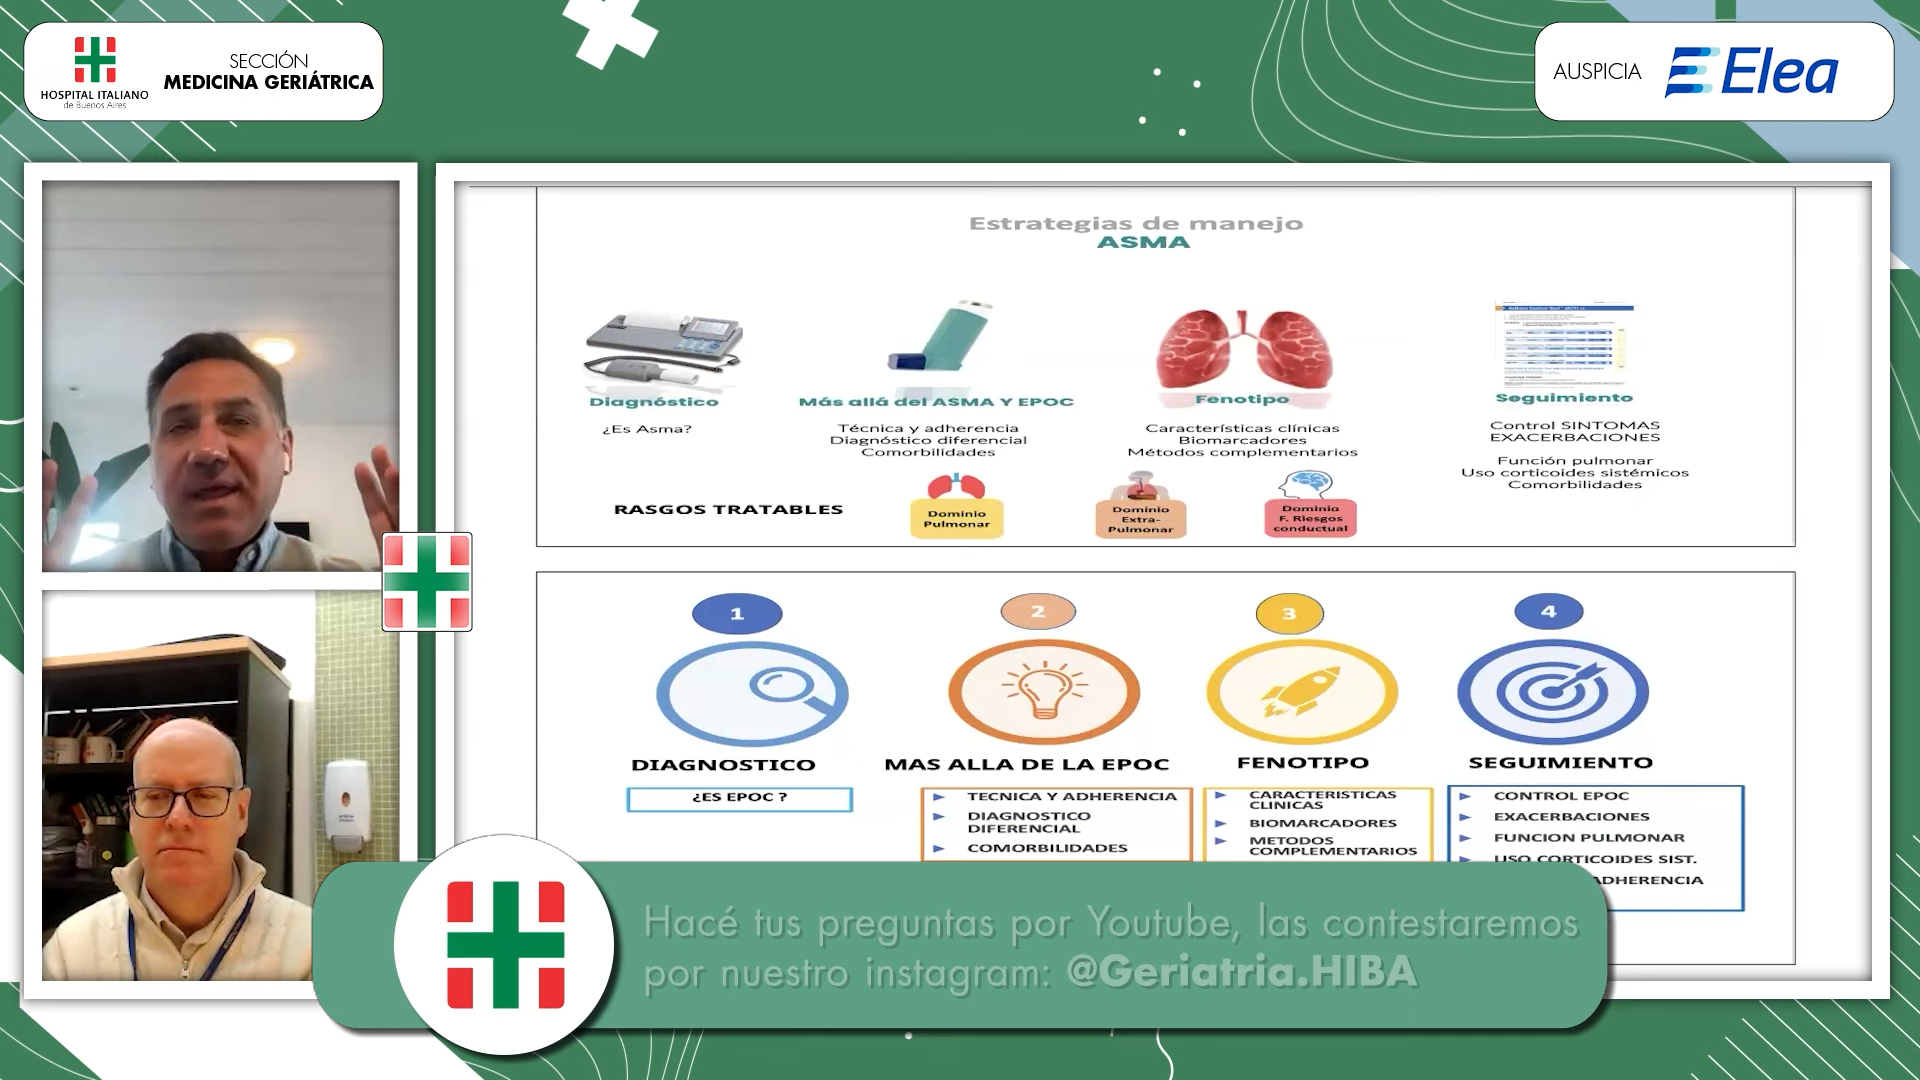 HOSPITAL ITALIANO
de Buenos Aires
SECCIÓN
MEDICINA GERIÁTRICA
AUSPICIA
Elea
Estrategias de manejo
ASMA
Diagnóstico
¿Es Asma?
Más allá del ASMA Y EPOC
Técnica y adherencia
Diagnóstico diferencial
Comorbilidades
Fenotipo
Características clínicas
Biomarcadores
Métodos complementarios
Seguimiento
Control SINTOMAS
EXACERBACIONES
Función pulmonar
Uso corticoides sistémicos
Comorbilidades
RASGOS TRATABLES
Dominio
Pulmonar
Dominio
Extra-
Pulmonar
Dominio
F. Riesgos
conductual
1
2
3
4
DIAGNOSTICO
¿ES EPOC ?
MAS ALLA DE LA EPOC
TECNICA Y ADHERENCIA
DIAGNOSTICO
DIFERENCIAL
COMORBILIDADES
FENOTIPO
CARACTERISTICAS
CLINICAS
BIOMARCADORES
METODOS
COMPLEMENTARIOS
SEGUIMIENTO
CONTROL EPOC
EXACERBACIONES
FUNCION PULMONAR
USO CORTICOIDES SIST.
ADHERENCIA
Hacé tus preguntas por Youtube, las contestaremos
por nuestro instagram: @Geriatria.HIBA